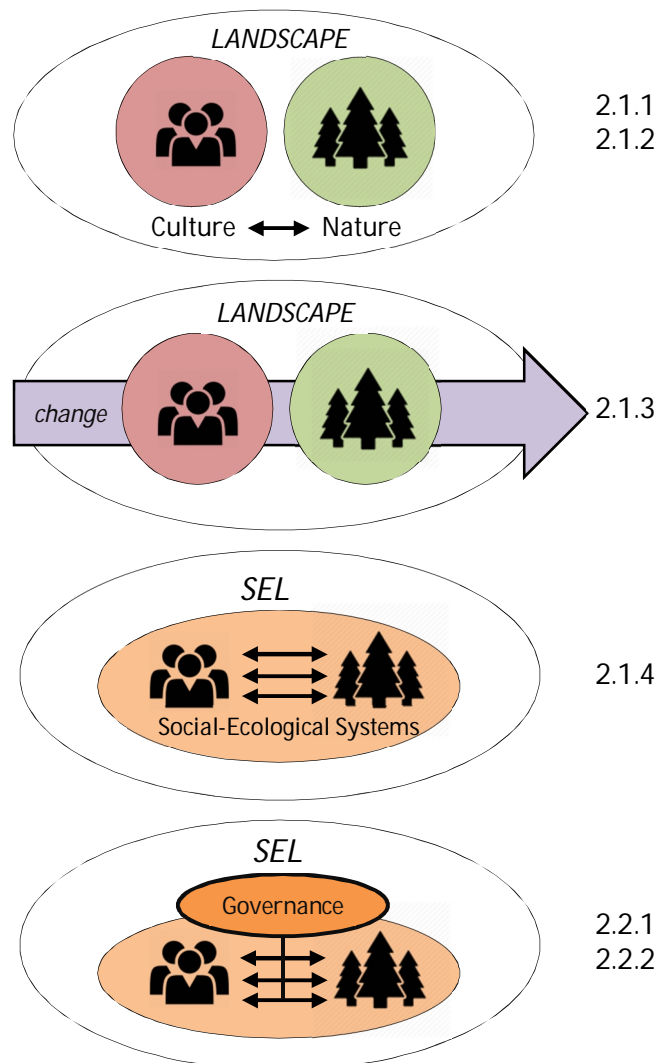 LANDSCAPE
2.1.1
2.1.2
Culture Nature
LANDSCAPE
change
2.1.3
SEL
2.1.4
Social-Ecological Systems
SEL
Governance
2.2.1
2.2.2